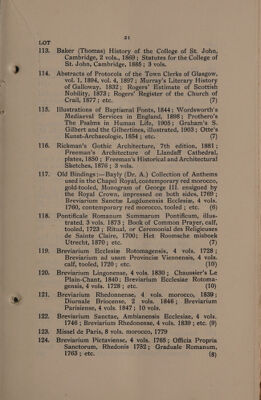 21
LOT
113. Baker (Thomas) History of the College of St. John,
Cambridge, 2 vols., 1869; Statutes for the College of
St. John, Cambridge, 1885; 3 vols.
114. Abstracts of Protocols of the Town Clerks of Glasgow,
vol. 1, 1894, vol. 4, 1897; Murray's Literary History
of Galloway, 1832; Rogers' Estimate of Scottish
Nobility, 1873; Rogers' Register of the Church of
Crail, 1877; etc. (7)
115. Illustrations of Baptismal Fonts, 1844; Wordsworth's
Mediaeval Services in England, 1898; Prothero's
The Psalms in Human Life, 1905; Graham's S.
Gilbert and the Gilbertines, illustrated, 1903; Otte's
Kunst-Archaeologie, 1854; etc. (7)
116. Rickman's Gothic Architecture, 7th edition, 1881;
Freeman's Architecture of Llandaff Cathedral,
plates, 1850; Freeman's Historical and Architectural
Sketches, 1876; 3 vols.
117. Old Bindings:—Bayly (Dr. A.) Collection of Anthems
used in the Chapel Royal, contemporary red morocco,
gold-tooled, Monogram of George III. ensigned by
the Royal Crown, impressed on both sides, 1769;
Breviarium Sanctae Lugdunensis Ecclesiae, 4 vols.
1760, contemporary red morocco, tooled; etc. (6)
118. Pontificale Romanum Summorum Pontificum, illus-
trated, 3 vols. 1873; Book of Common Prayer, calf,
tooled, 1723; Ritual, or Ceremonial des Religieuses
de Sainte Claire, 1700; Het Roomsche misboek
Utrecht, 1870; etc. (7)
119. Breviarium Ecclesiæ Rotomagensis, 4 vols. 1728;
Breviarium ad usum Provinciæ Viennensis, 4 vols.
calf, tooled, 1720; etc. (10)
120. Breviarium Lingonense, 4 vols. 1830; Chaussier's Le
Plain-Chant, 1840; Breviarium Ecclesiae Rotoma-
gensis, 4 vols. 1728; etc. (10)
121. Breviarium Rhedonense, 4 vols. morocco, 1839;
Diurnale Briocense, 2 vols. 1846; Breviarium
Parisiense, 4 vols. 1847; 10 vols.
122. Breviarium Sanctae, Ambianensis Ecclesiae, 4 vols.
1746; Breviarium Rhedonense, 4 vols. 1839; etc. (9)
123. Missel de Paris, 8 vols. morocco, 1779
124. Breviarium Pictaviense, 4 vols. 1765; Officia Propria
Sanctorum, Rhedonis 1752; Graduale Romanum,
1763; etc. (8)